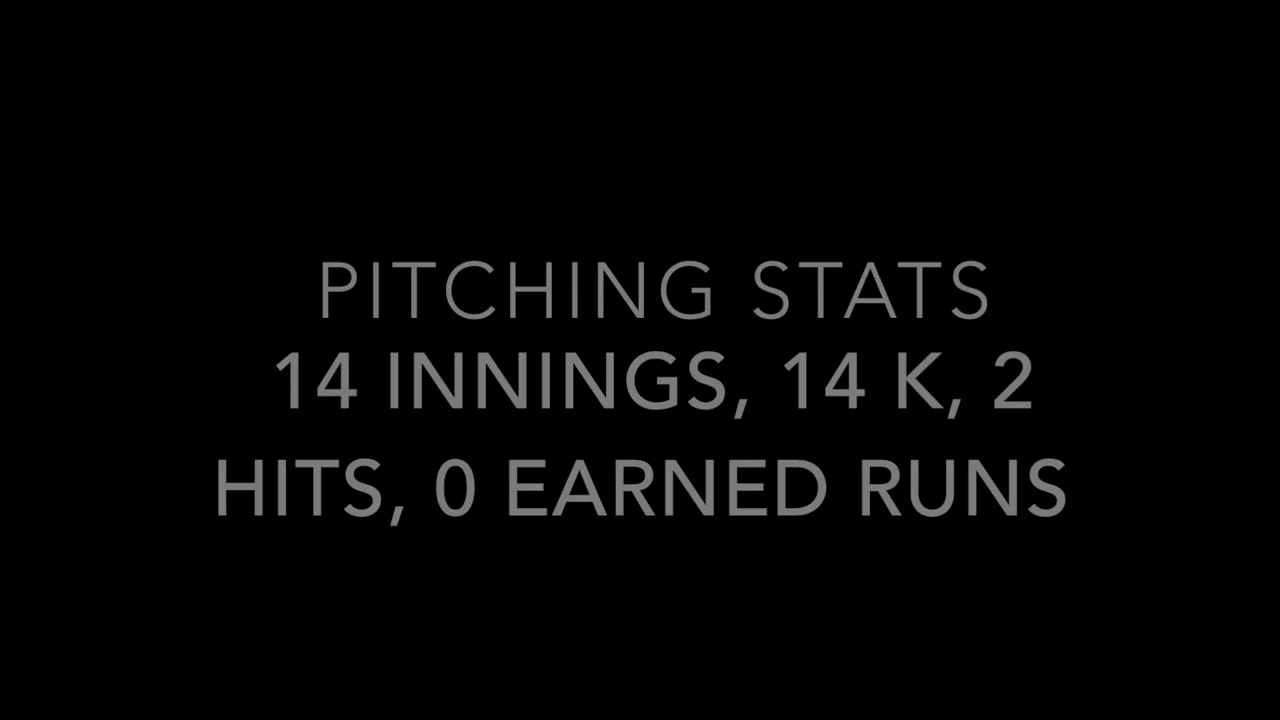 PITCHING STATS
14 INNINGS, 14 K, 2
HITS, 0 EARNED RUNS